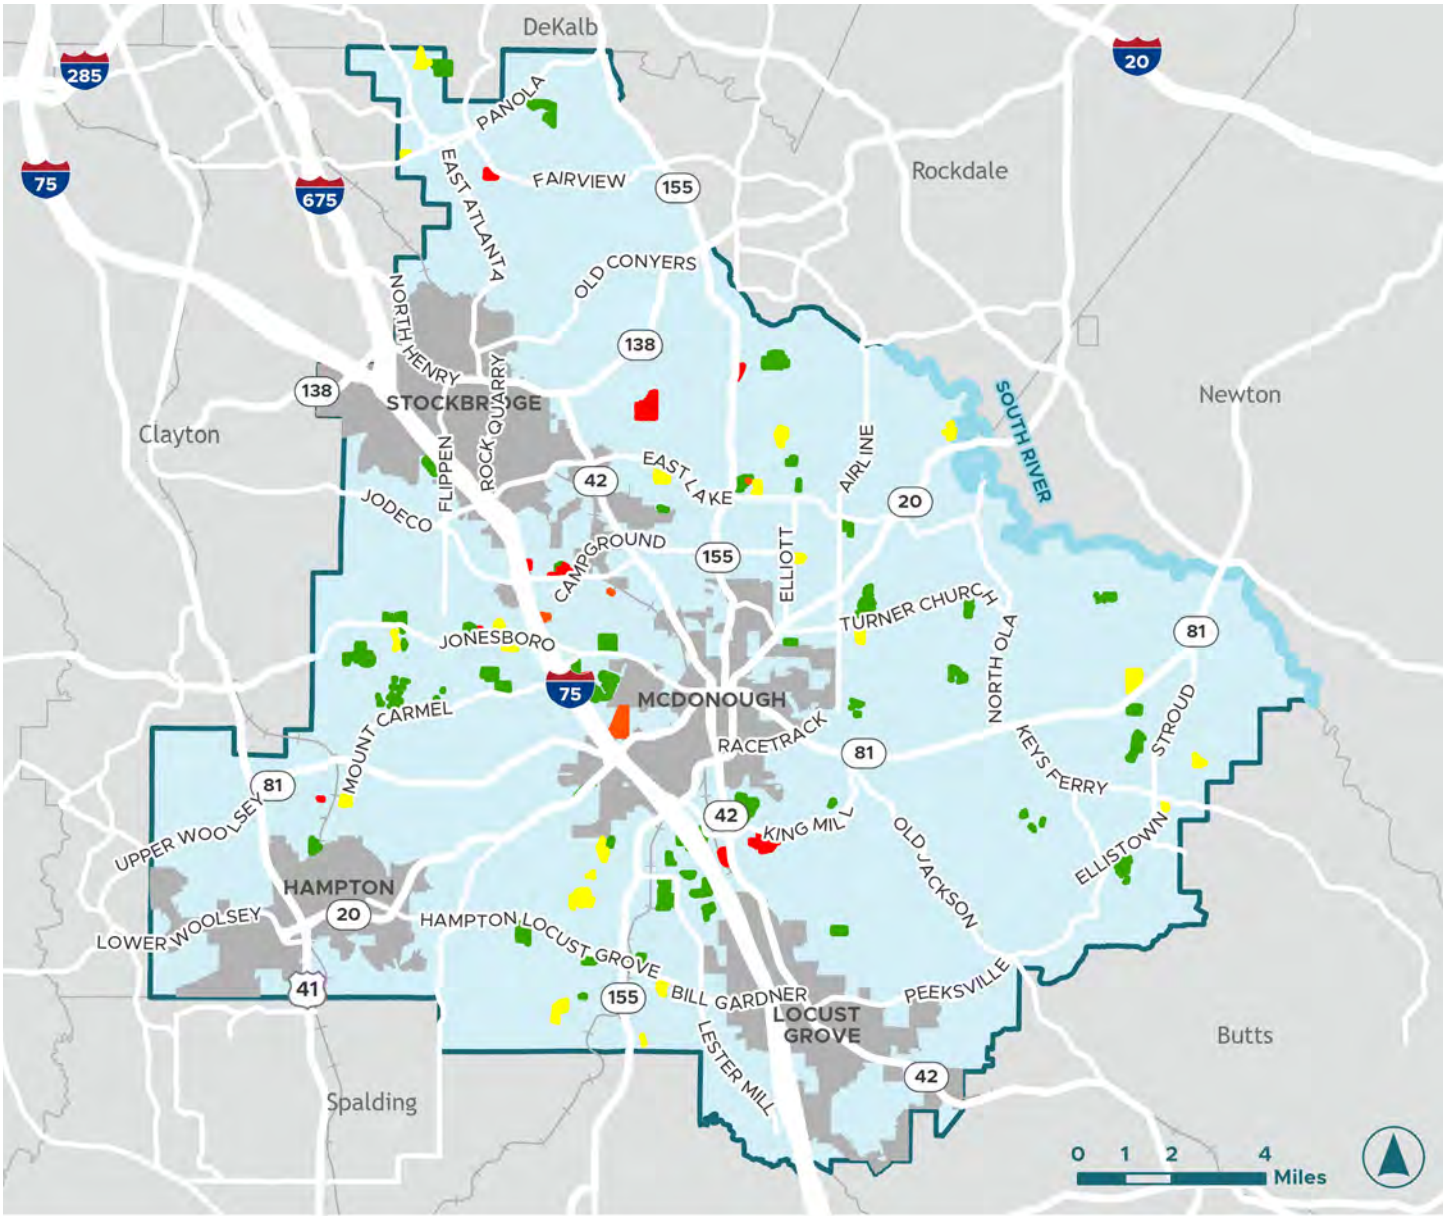 DeKalb
285
20
PANOLA
75
675
EAST ATLANTA
FAIRVIEW
155
Rockdale
OLD CONYERS
NORTH HENRY
138
138
STOCKBRIDGE
ROCK QUARRY
Newton
Clayton
SOUTH RIVER
FLIPPEN
EAST LAKE
AIRLINE
42
20
JODECO
CAMPGROUND
155
ELLIOTT
TURNER CHURCH
81
JONESBORO
NORTH OLA
75
MCDONOUGH
MOUNT CARMEL
RACETRACK
STROUD
81
KEYS FERRY
81
UPPER WOOLSEY
42
KING MILL
OLD JACKSON
ELLISTOWN
HAMPTON
20
LOWER WOOLSEY
HAMPTON LOCUST GROVE
41
155
BILL GARDNER
PEEKSVILLE
LOCUST
GROVE
LESTER MILL
Butts
42
Spalding
0 1 2 4
Miles